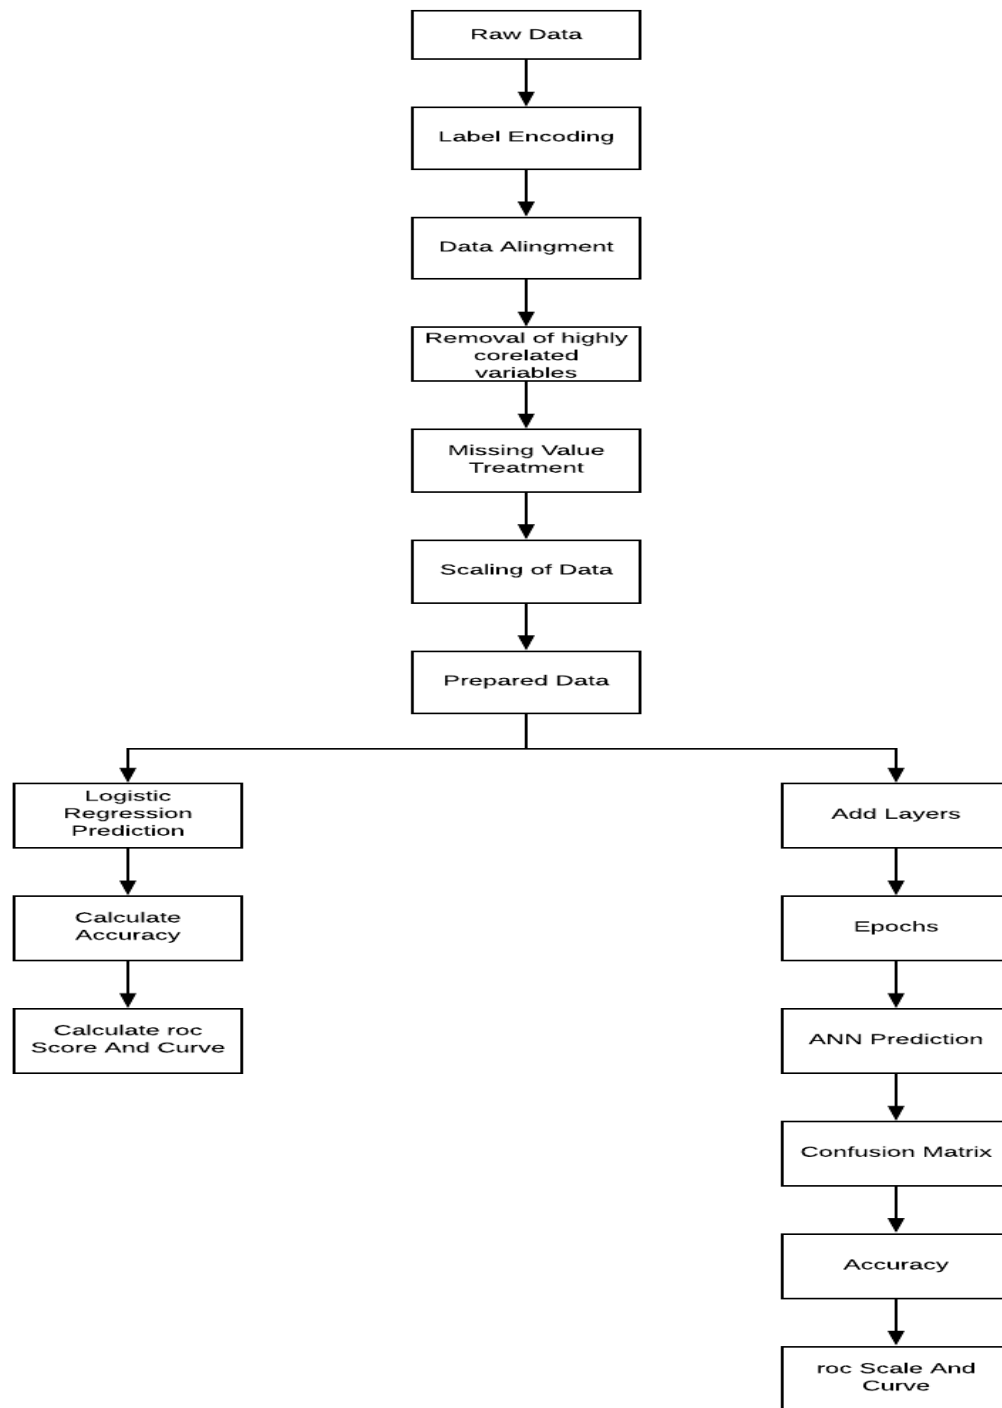 Raw Data
Label Encoding
Data Alingment
Removal of highly
corelated
variables
Missing Value
Treatment
Scaling of Data
Prepared Data
Logistic
Regression
Prediction
Calculate
Accuracy
Calculate roc
Score And Curve
Add Layers
Epochs
ANN Prediction
Confusion Matrix
Accuracy
roc Scale And
Curve